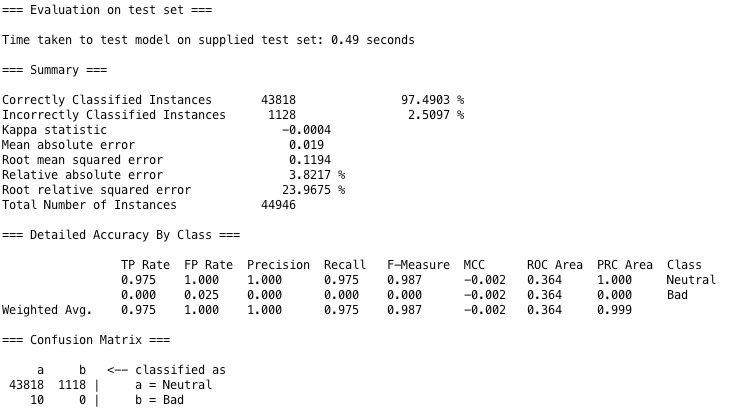 === Evaluation on test set ===
Time taken to test model on supplied test set: 0.49 seconds
=== Summary ===
Correctly Classified Instances 43818 97.4903 %
Incorrectly Classified Instances 1128 2.5097 %
Kappa statistic −0.0004
Mean absolute error 0.019
Root mean squared error 0.1194
Relative absolute error 3.8217 %
Root relative squared error 23.9675 %
Total Number of Instances 44946
=== Detailed Accuracy By Class ===
TP Rate FP Rate Precision Recall F−Measure MCC ROC Area PRC Area Class
0.975 1.000 1.000 0.975 0.987 −0.002 0.364 1.000 Neutral
0.000 0.025 0.000 0.000 0.000 −0.002 0.364 0.000 Bad
Weighted Avg. 0.975 1.000 1.000 0.975 0.987 −0.002 0.364 0.999
=== Confusion Matrix ===
a b <−− classified as
43818 1118 | a = Neutral
10 0 | b = Bad